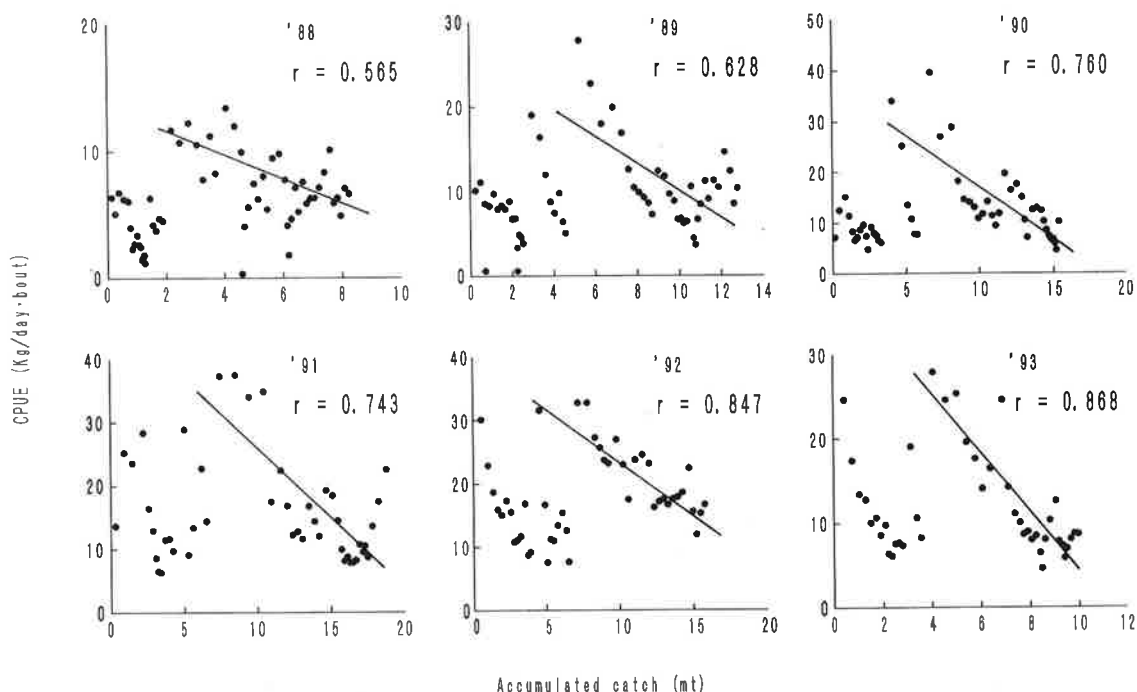 '88
r = 0.565
20
10
0
0 2 4 6 8 10
'89
r = 0.628
30
20
10
0
0 2 4 6 8 10 12 14
'90
r = 0.760
50
40
30
20
10
0
0 5 10 15 20
CPUE (Kg/day·bout)
'91
r = 0.743
40
30
20
10
0
0 5 10 15 20
'92
r = 0.847
40
30
20
10
0
0 5 10 15 20
'93
r = 0.868
30
20
10
0
0 2 4 6 8 10 12
Accumulated catch (mt)